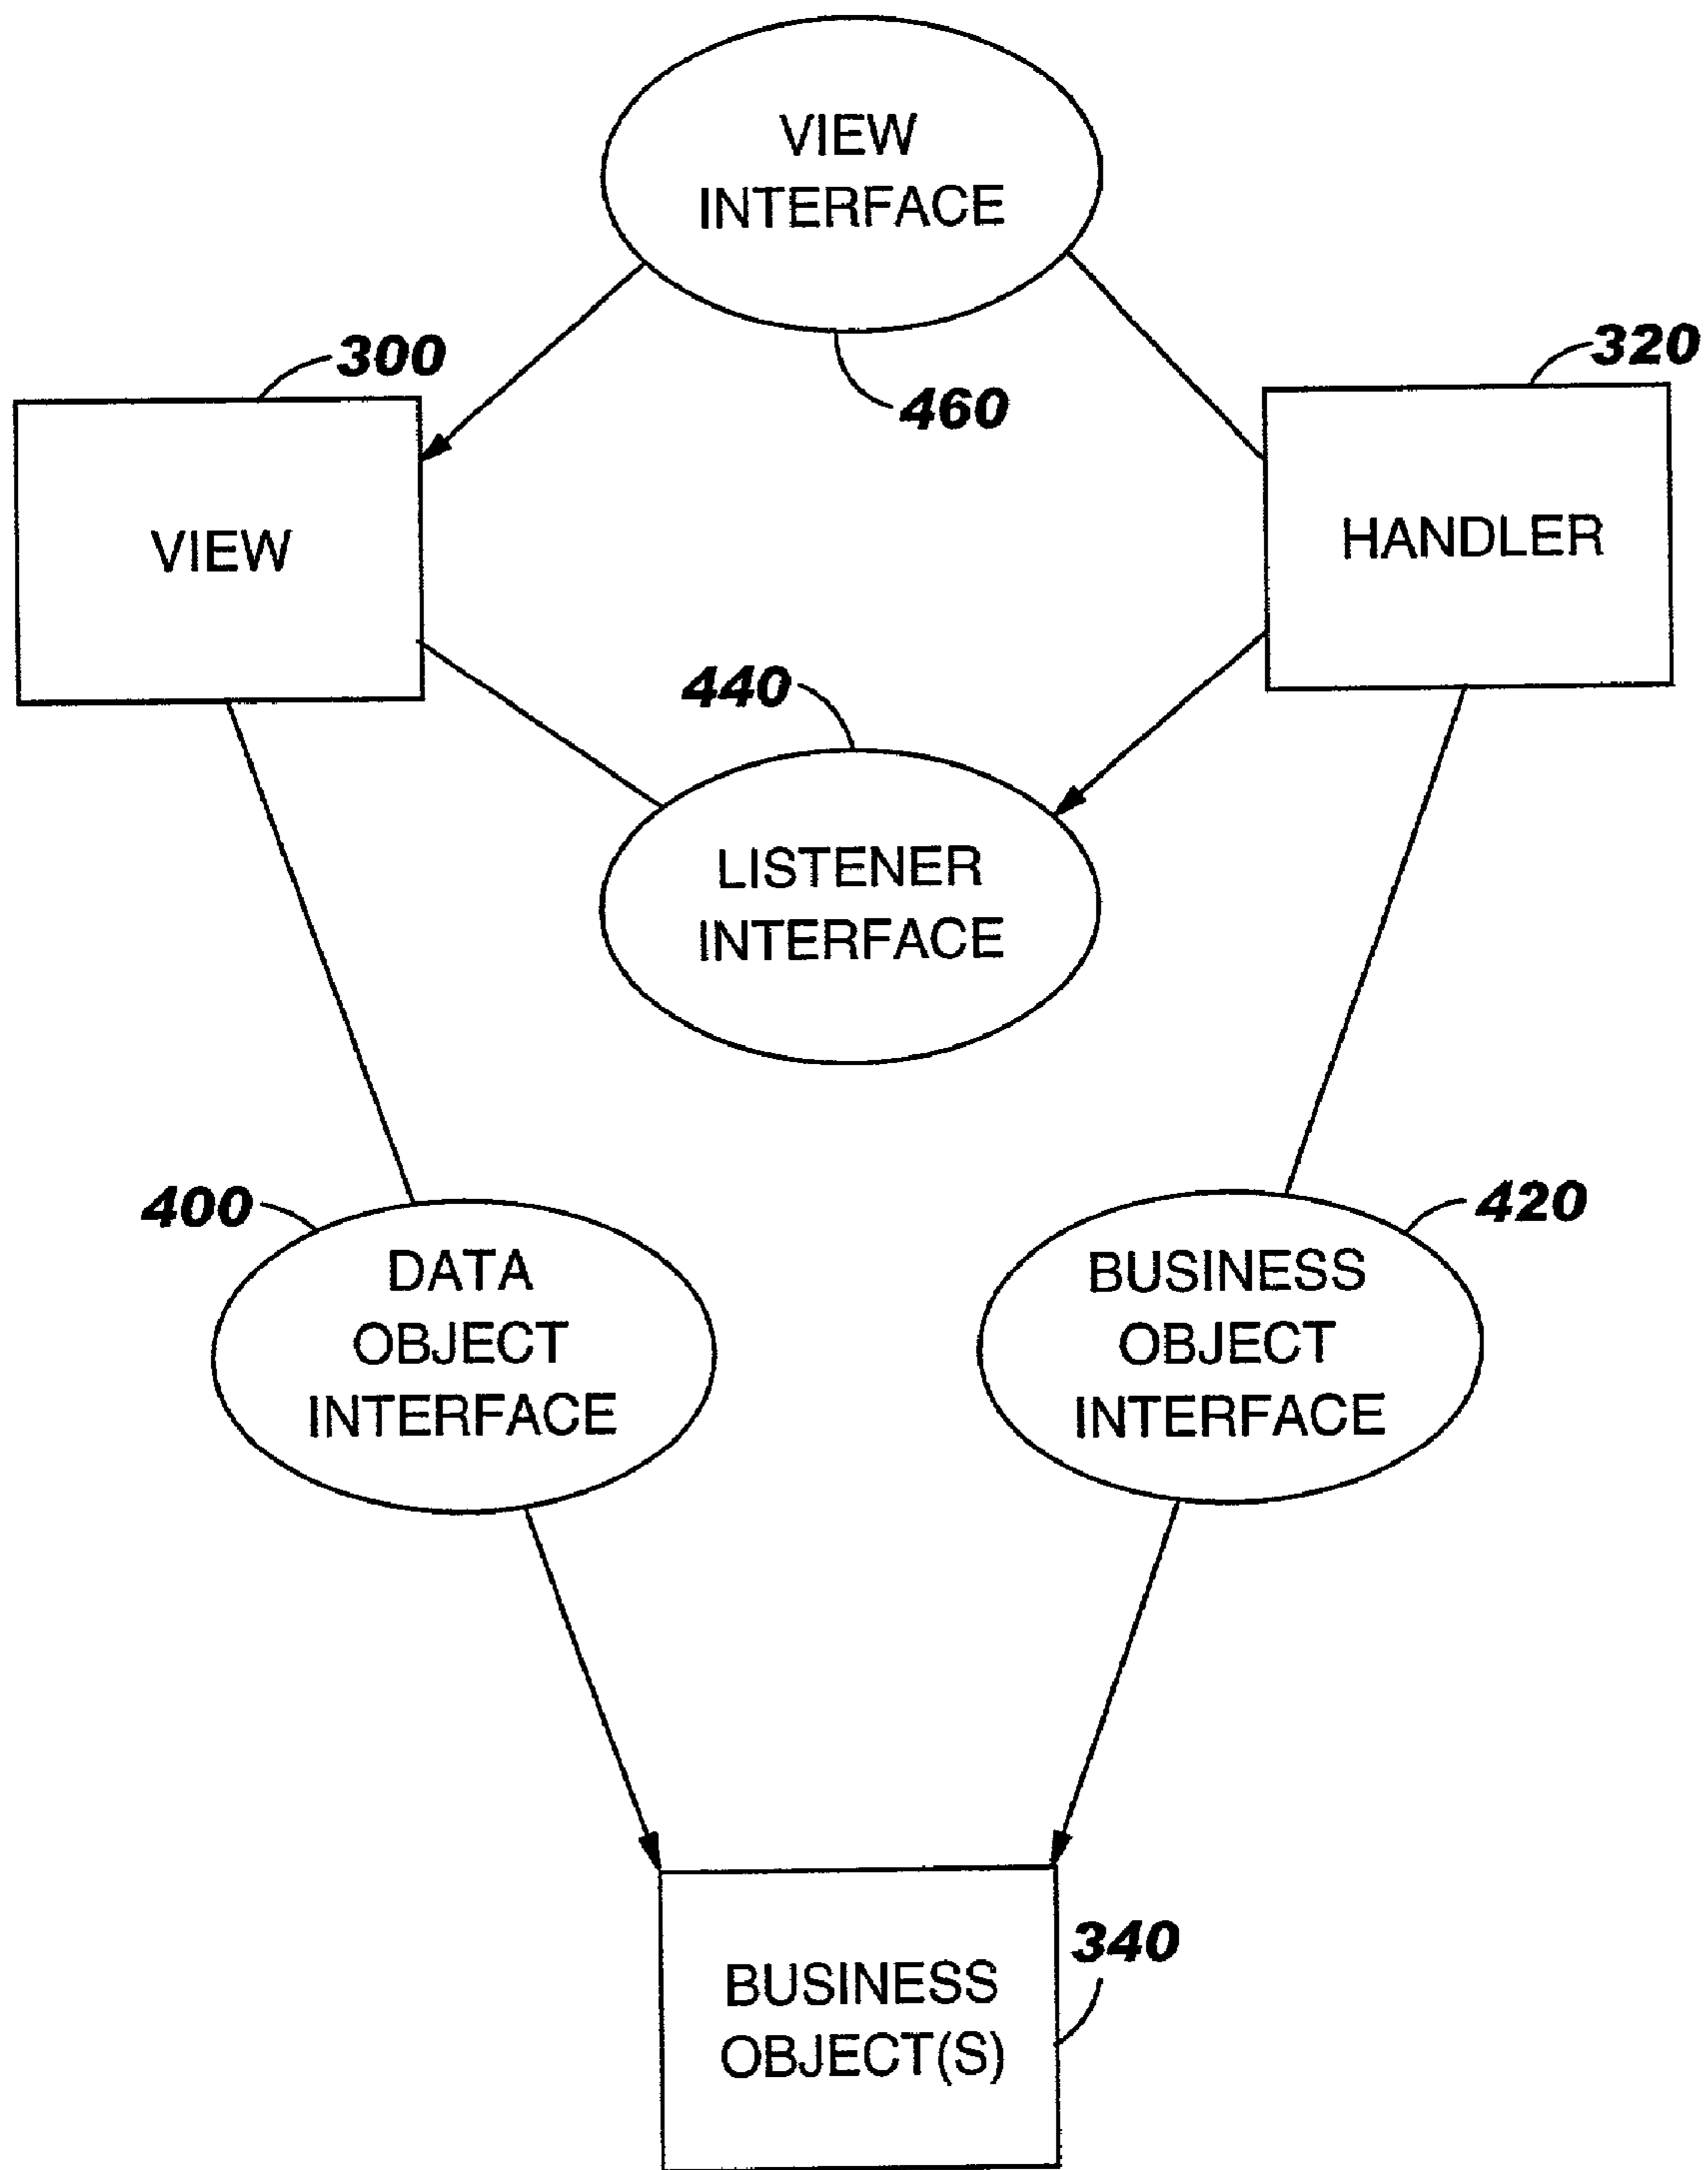 VIEW
INTERFACE
300
460
320
VIEW
HANDLER
440
LISTENER
INTERFACE
400
DATA
OBJECT
INTERFACE
420
BUSINESS
OBJECT
INTERFACE
340
BUSINESS
OBJECT(S)